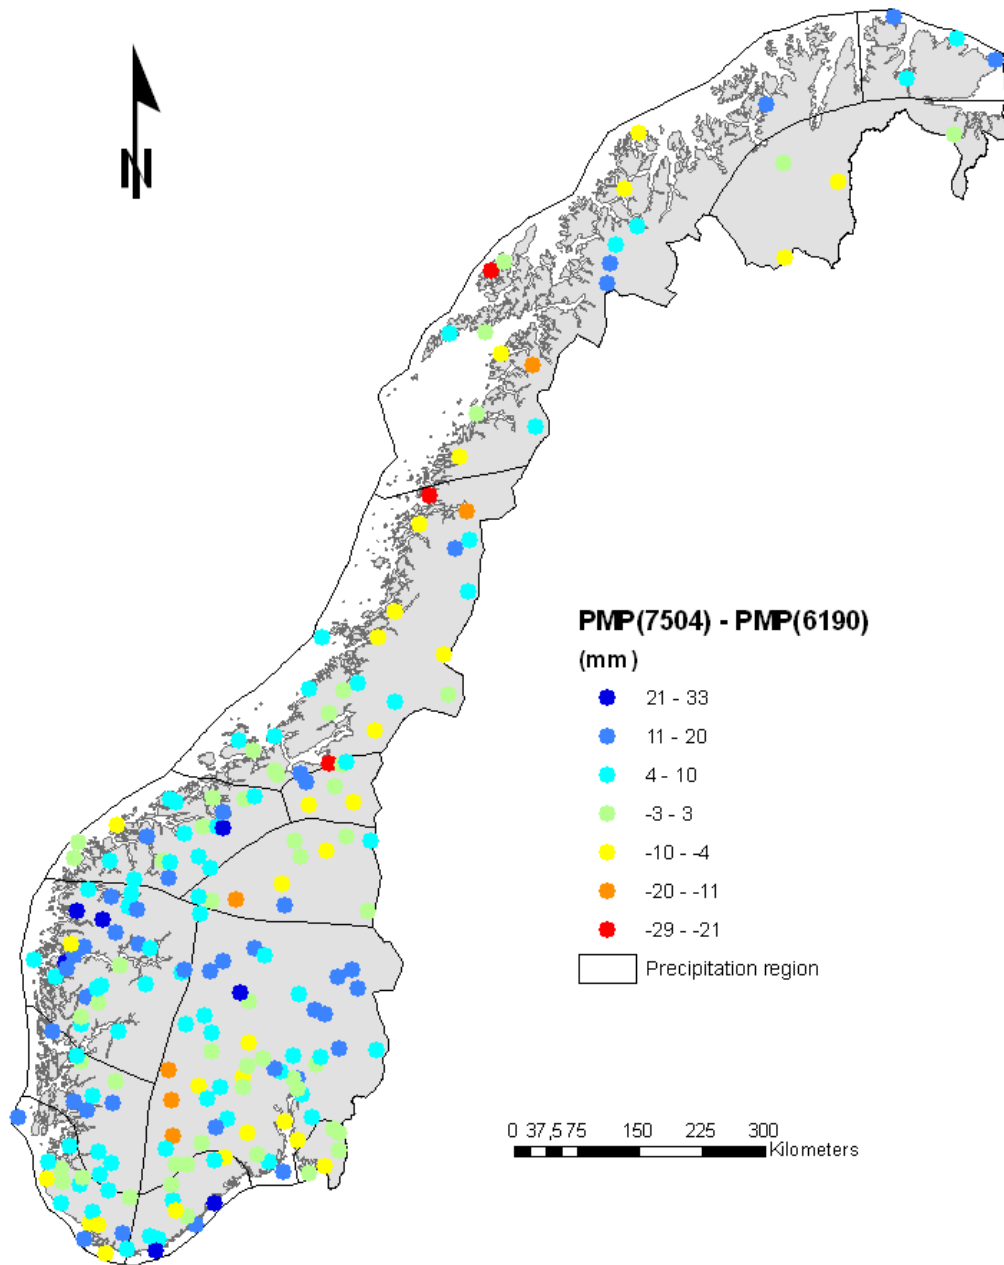 N
PMP(7504) - PMP(6190)
(mm)
21 - 33
11 - 20
4 - 10
-3 - 3
-10 - -4
-20 - -11
-29 - -21
Precipitation region
0 37,5 75 150 225 300
Kilometers